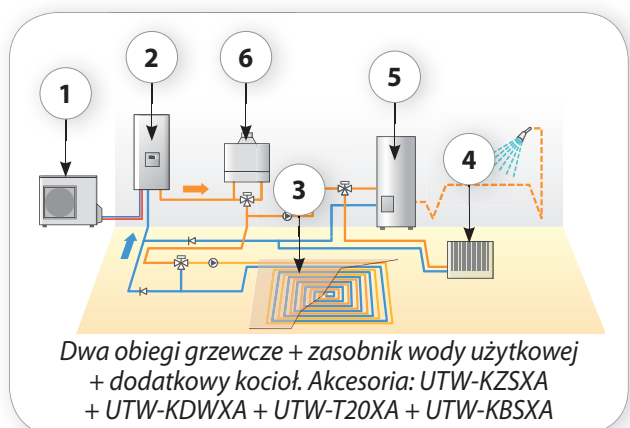 1
2
6
5
3
4
Dwa obiegi grzewcze + zasobnik wody użytkowej
+ dodatkowy kocioł. Akcesoria: UTW-KZSXA
+ UTW-KDWXA + UTW-T20XA + UTW-KBSXA